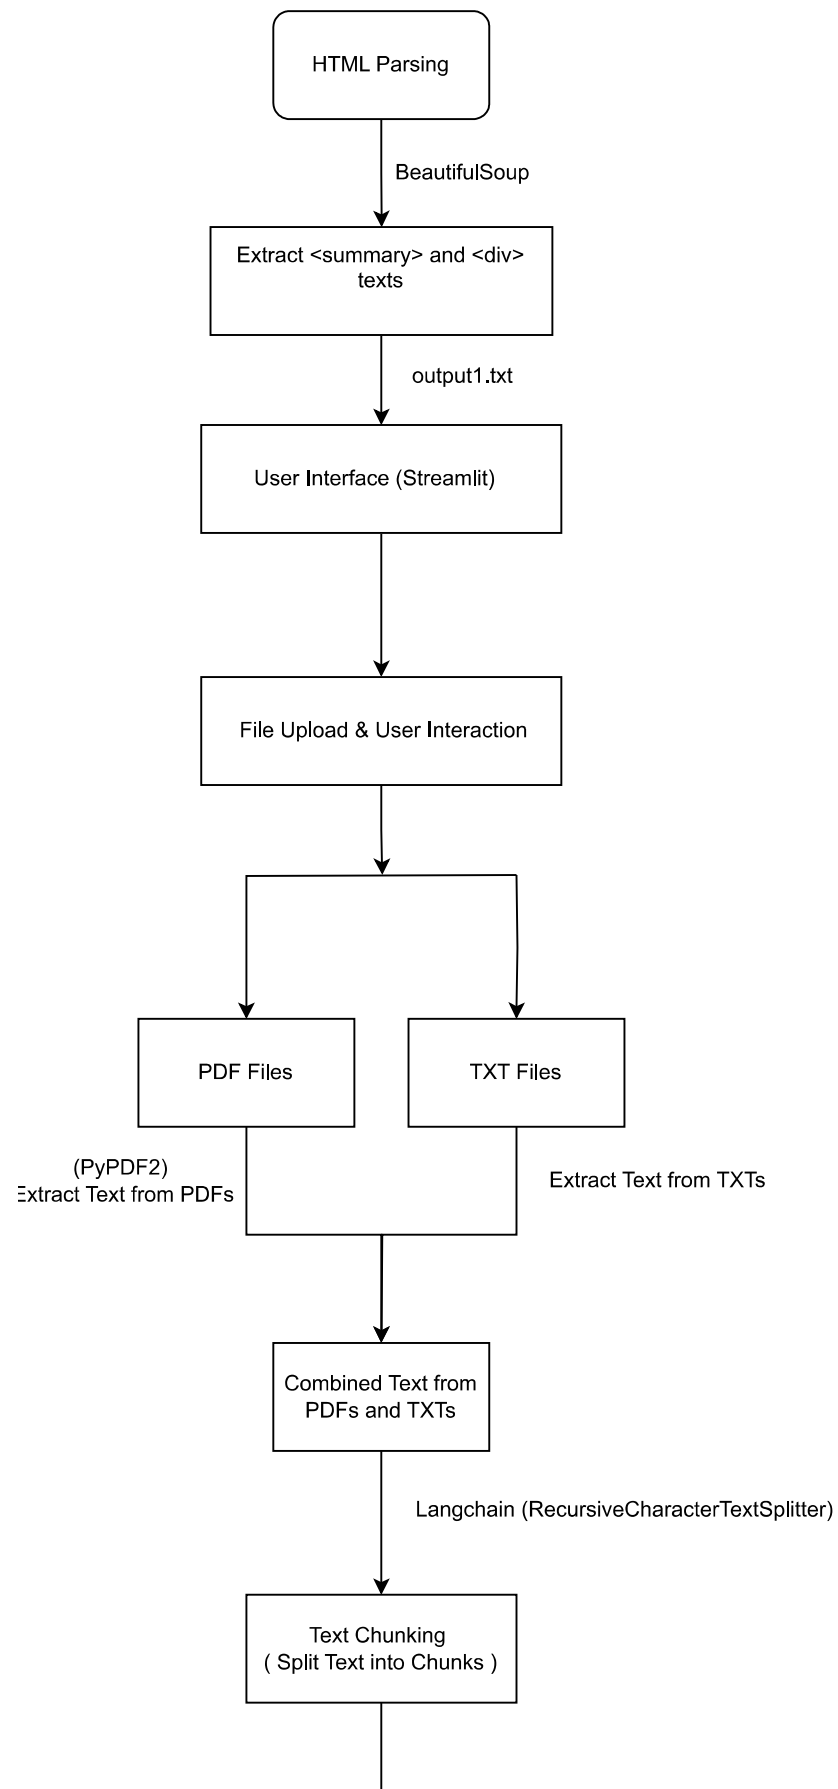 HTML Parsing
BeautifulSoup
Extract <summary> and <div>
texts
output1.txt
User Interface (Streamlit)
File Upload & User Interaction
PDF Files
TXT Files
(PyPDF2)
Extract Text from PDFs
Extract Text from TXTs
Combined Text from
PDFs and TXTs
Langchain (RecursiveCharacterTextSplitter)
Text Chunking
( Split Text into Chunks )